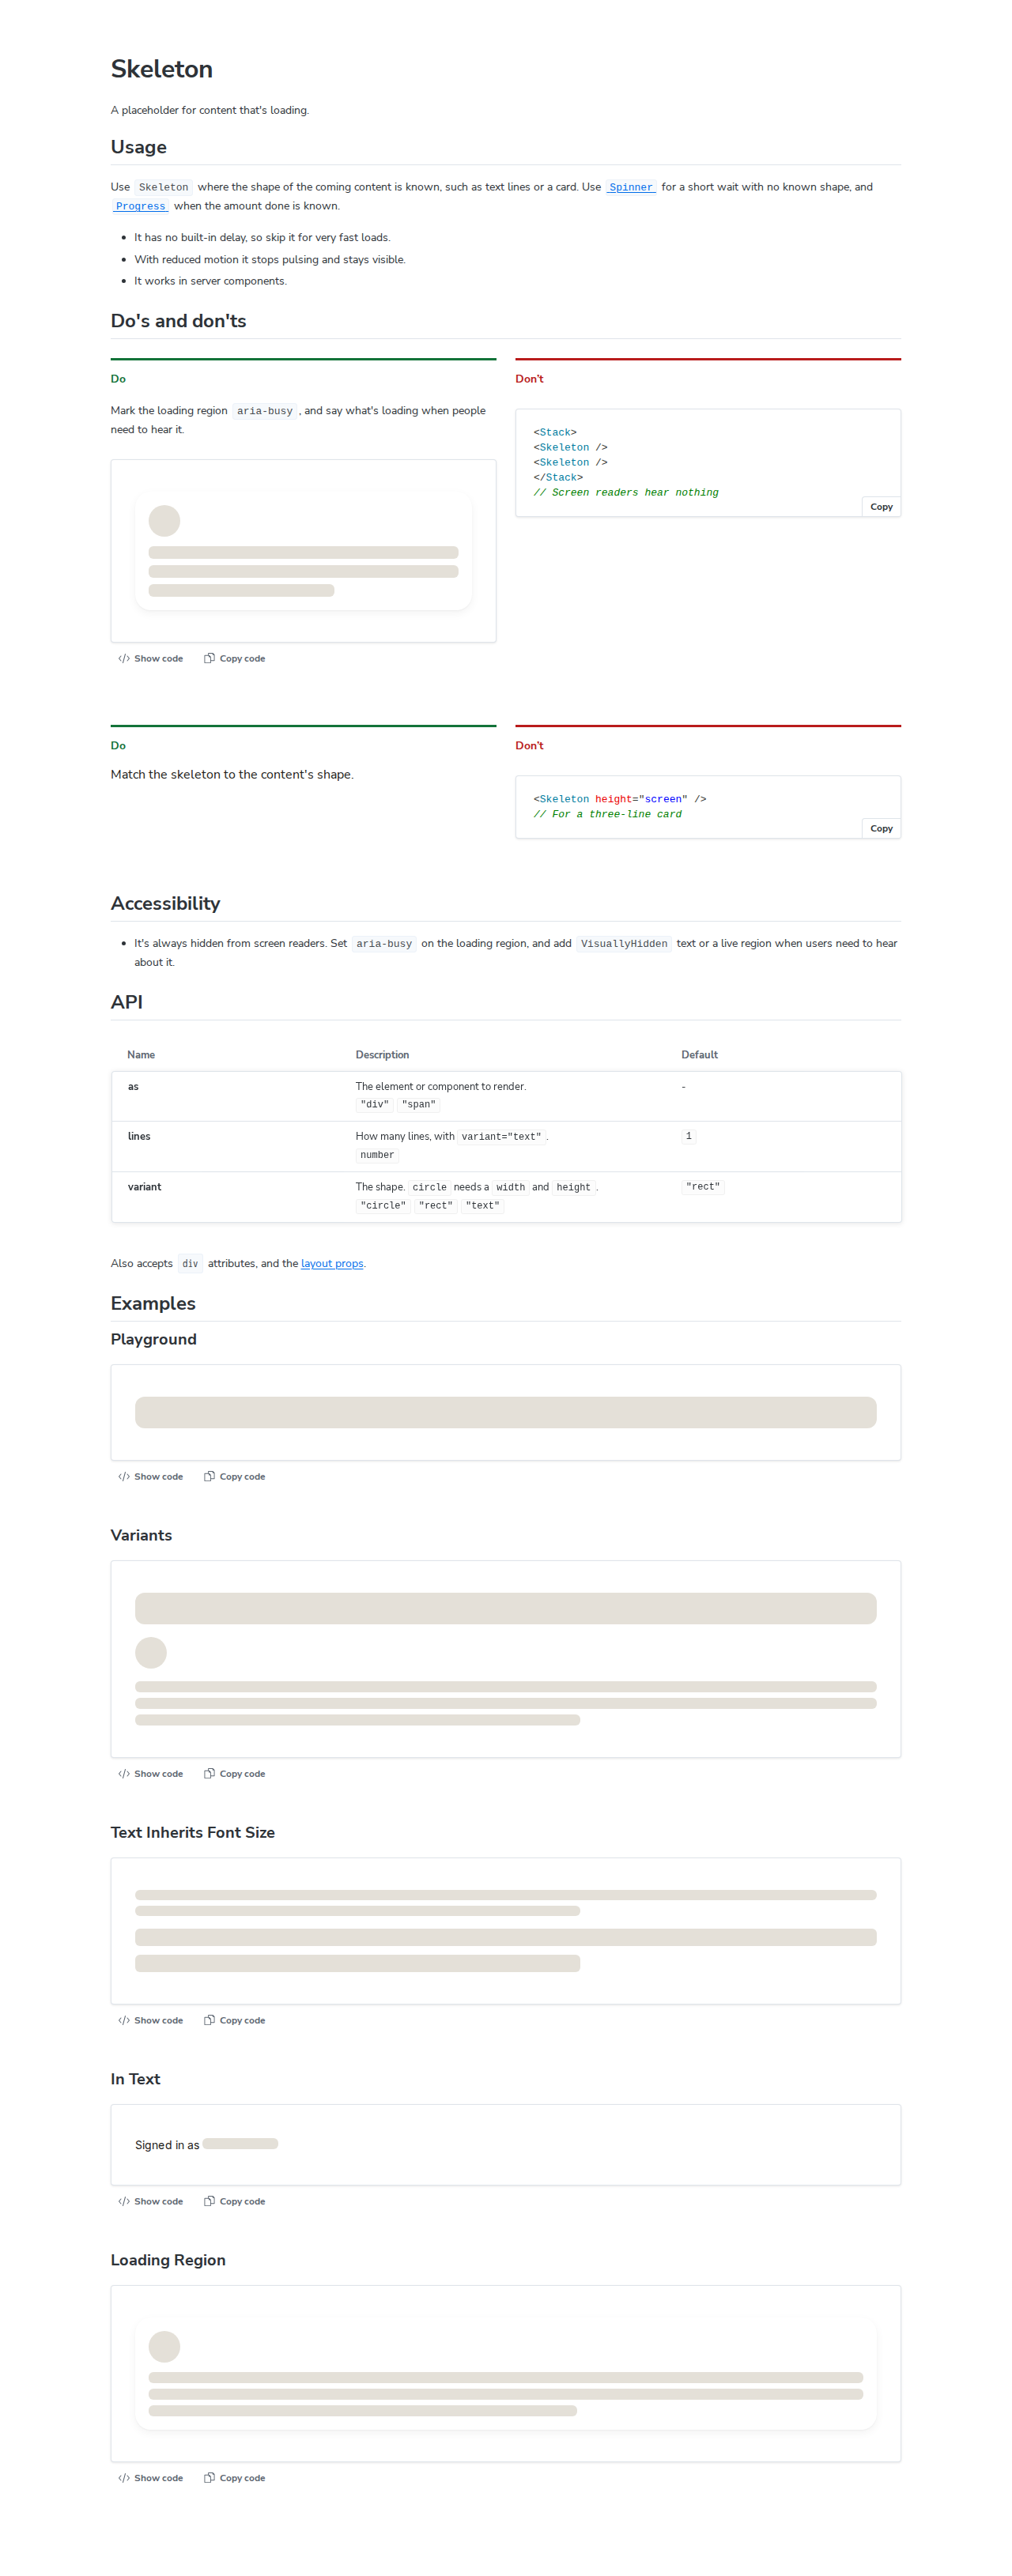 Skeleton
A placeholder for content that's loading.
Usage
Use Skeleton where the shape of the coming content is known, such as text lines or a card. Use Spinner for a short wait with no known shape, and
Progress when the amount done is known.
It has no built-in delay, so skip it for very fast loads.
With reduced motion it stops pulsing and stays visible.
It works in server components.
Do's and don'ts
Do
Mark the loading region aria-busy, and say what's loading when people
need to hear it.
Show code
Copy code
Don't
<Stack>
<Skeleton />
<Skeleton />
</Stack>
// Screen readers hear nothing
Copy
Do
Match the skeleton to the content's shape.
Don't
<Skeleton height="screen" />
// For a three-line card
Copy
Accessibility
It's always hidden from screen readers. Set aria-busy on the loading region, and add VisuallyHidden text or a live region when users need to hear
about it.
API
Name Description Default
as The element or component to render. -
"div" "span"
lines How many lines, with variant="text". 1
number
variant The shape. circle needs a width and height. "rect"
"circle" "rect" "text"
Also accepts div attributes, and the layout props.
Examples
Playground
Show code
Copy code
Variants
Show code
Copy code
Text Inherits Font Size
Show code
Copy code
In Text
Signed in as
Show code
Copy code
Loading Region
Show code
Copy code